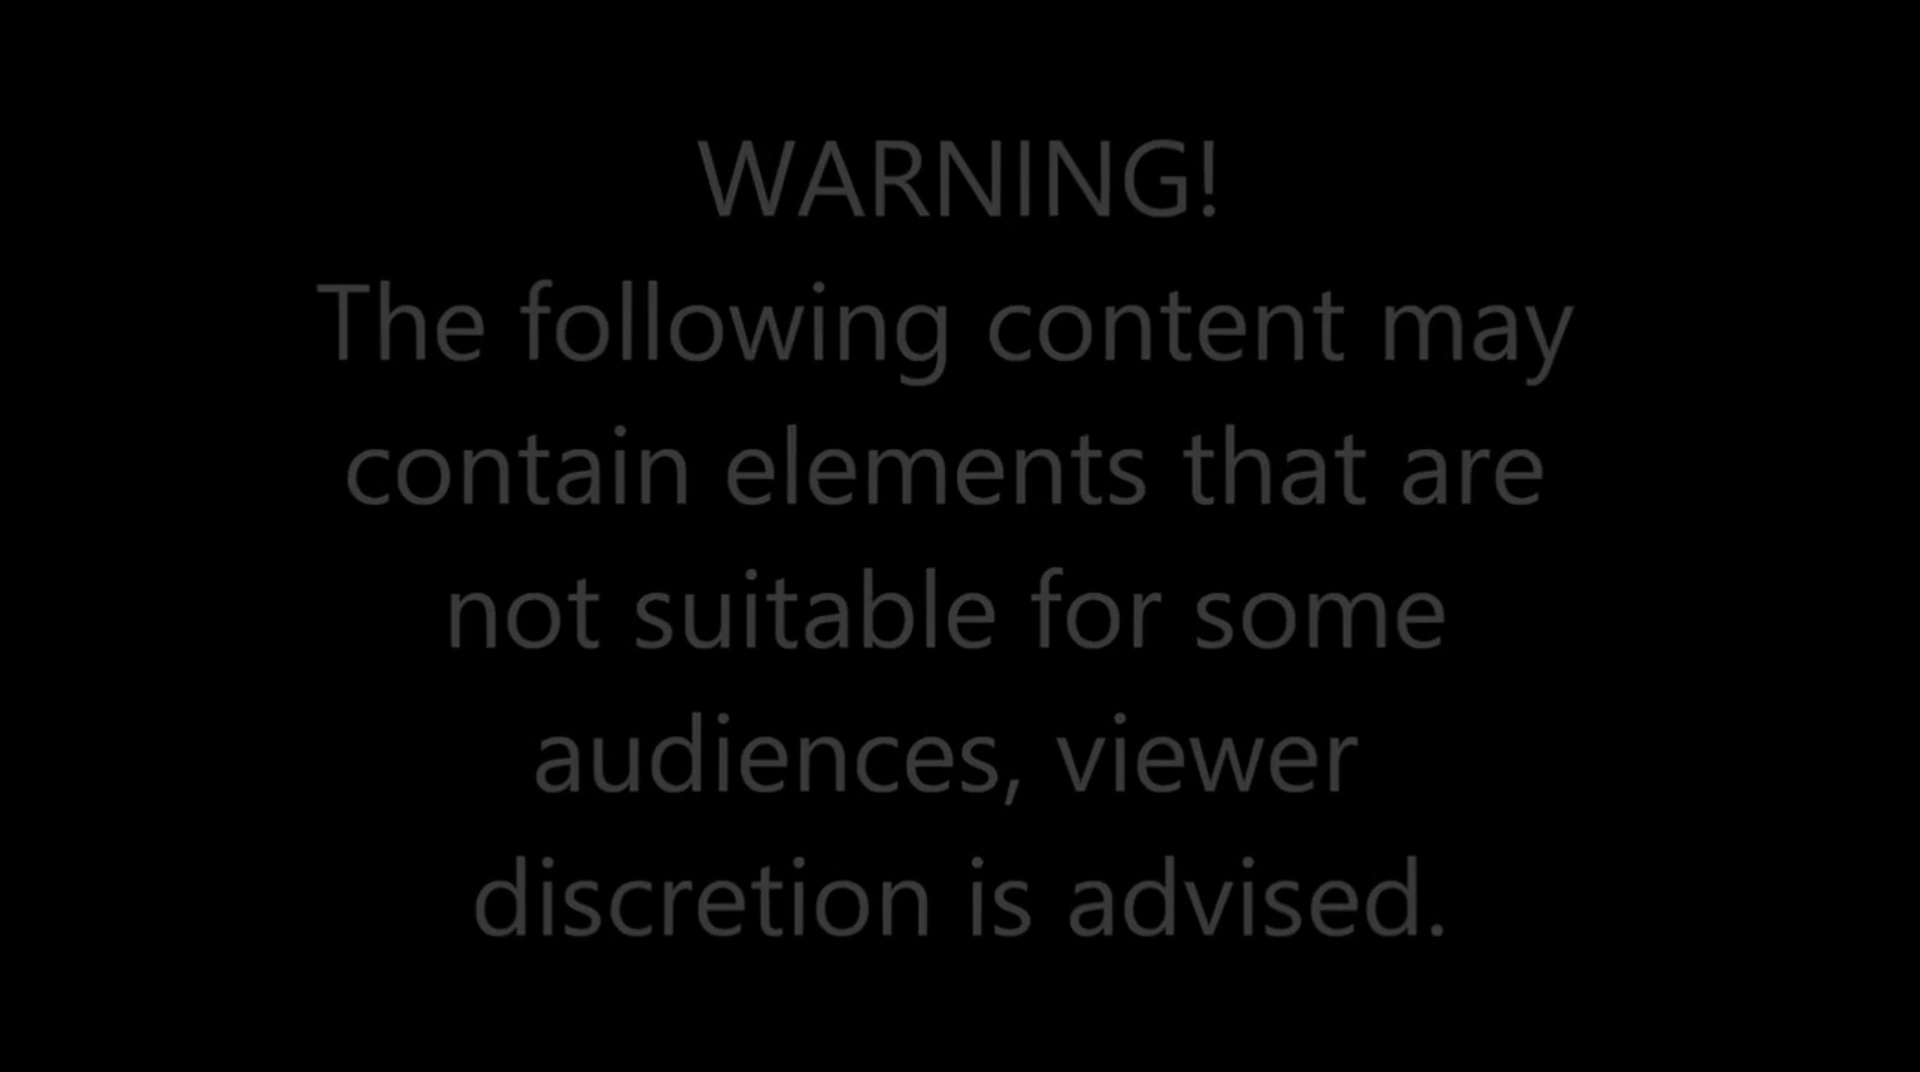 WARNING!
The following content may
contain elements that are
not suitable for some
audiences, viewer
discretion is advised.